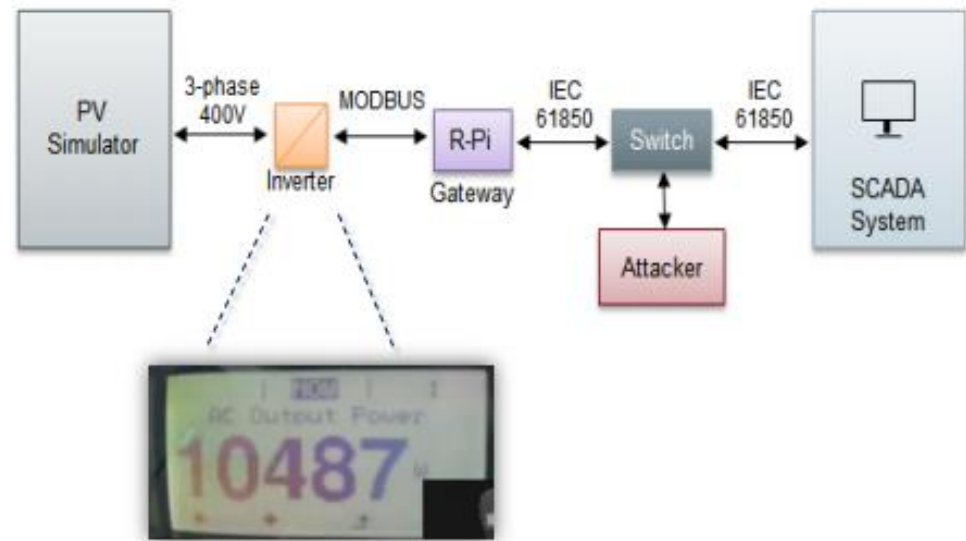 PV
Simulator
3-phase
400V
Inverter
MODBUS
R-Pi
Gateway
IEC
61850
Switch
Attacker
IEC
61850
SCADA
System
NOW
AC Output Power
10487 W